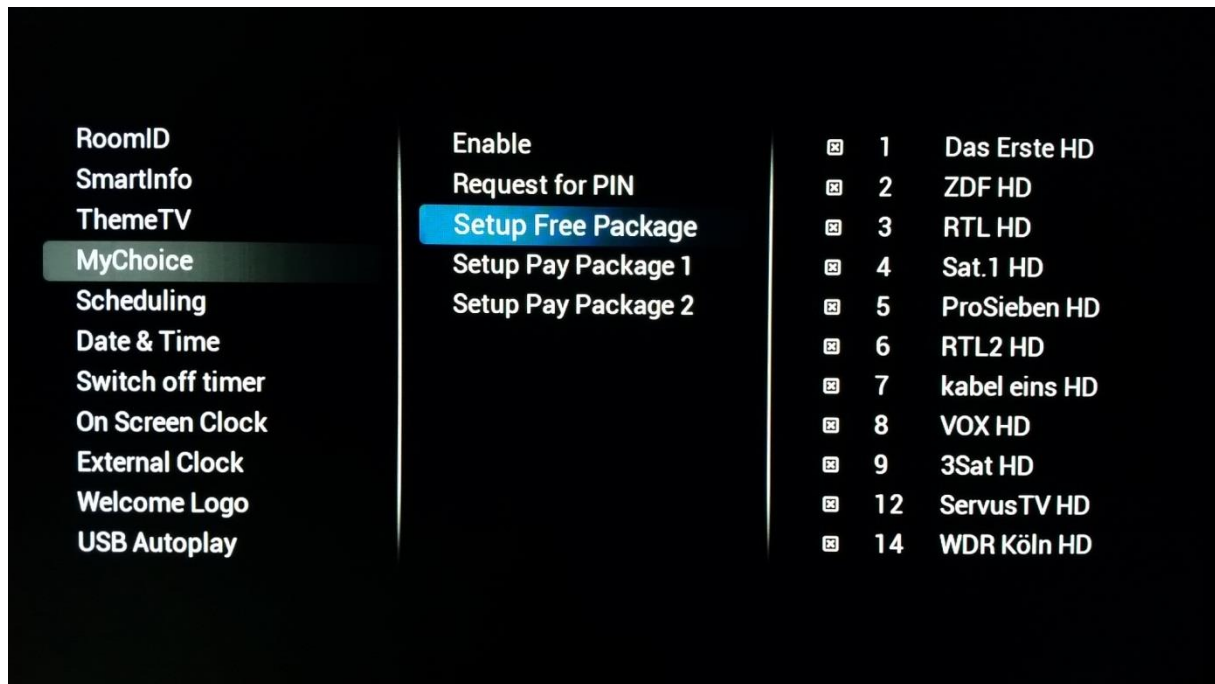 RoomID
SmartInfo
ThemeTV
MyChoice
Scheduling
Date & Time
Switch off timer
On Screen Clock
External Clock
Welcome Logo
USB Autoplay
Enable
Request for PIN
Setup Free Package
Setup Pay Package 1
Setup Pay Package 2
1 Das Erste HD
2 ZDF HD
3 RTL HD
4 Sat.1 HD
5 ProSieben HD
6 RTL2 HD
7 kabel eins HD
8 VOX HD
9 3Sat HD
12 ServusTV HD
14 WDR Köln HD